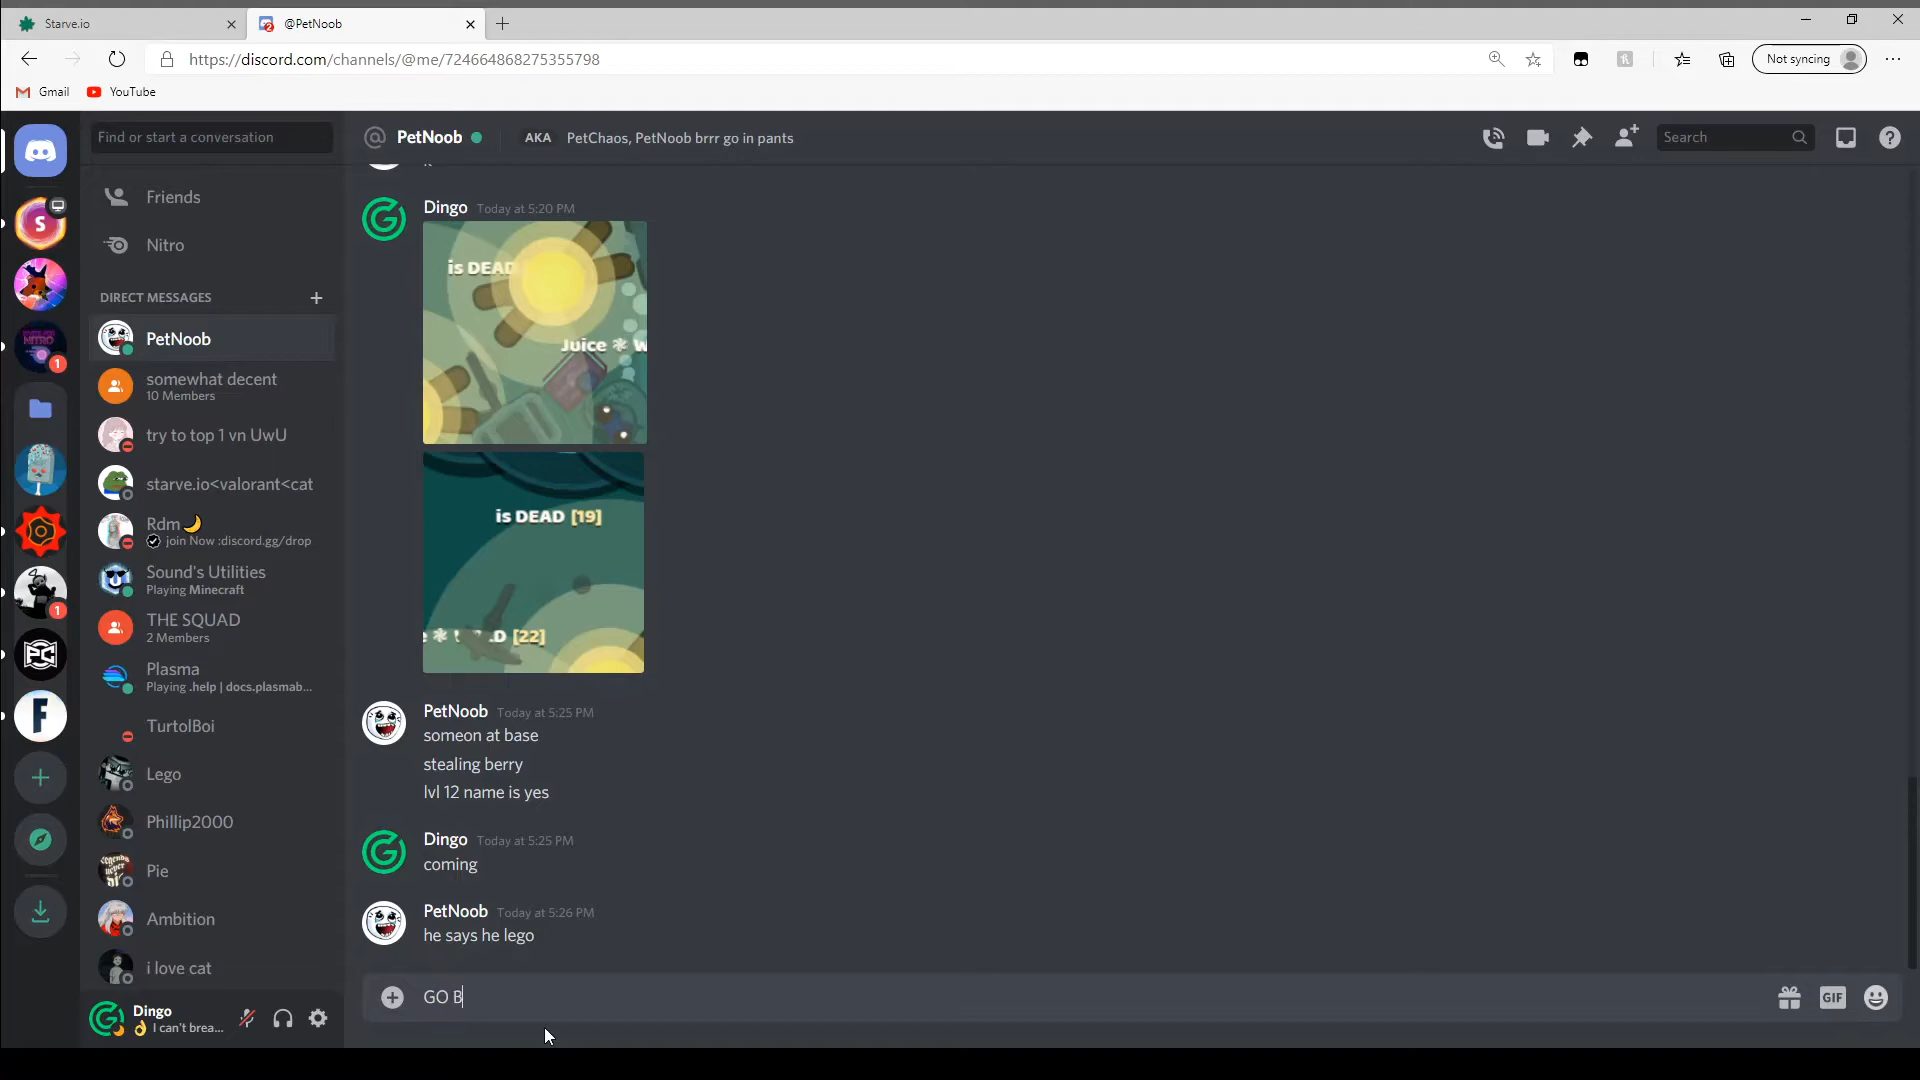 Starve.io
@PetNoob
https://discord.com/channels/@me/724664868275355798
Not syncing
Gmail
YouTube
Find or start a conversation
PetNoob
AKA
PetChaos, PetNoob brrr go in pants
Search
Friends
Nitro
DIRECT MESSAGES
PetNoob
somewhat decent
10 Members
try to top 1 vn UwU
starve.io<valorant<cat
Rdm🌙
join Now :discord.gg/drop
Sound's Utilities
Playing Minecraft
THE SQUAD
2 Members
Plasma
Playing .help | docs.plasmab...
TurtolBoi
Lego
Phillip2000
Pie
Ambition
i love cat
Dingo
👌 I can't brea...
S
1
1
PC
F
Dingo Today at 5:20 PM
is DEAD
Juice ❃ W
is DEAD [19]
[22]
PetNoob Today at 5:25 PM
someon at base
stealing berry
lvl 12 name is yes
Dingo Today at 5:25 PM
coming
PetNoob Today at 5:26 PM
he says he lego
GO B
GIF